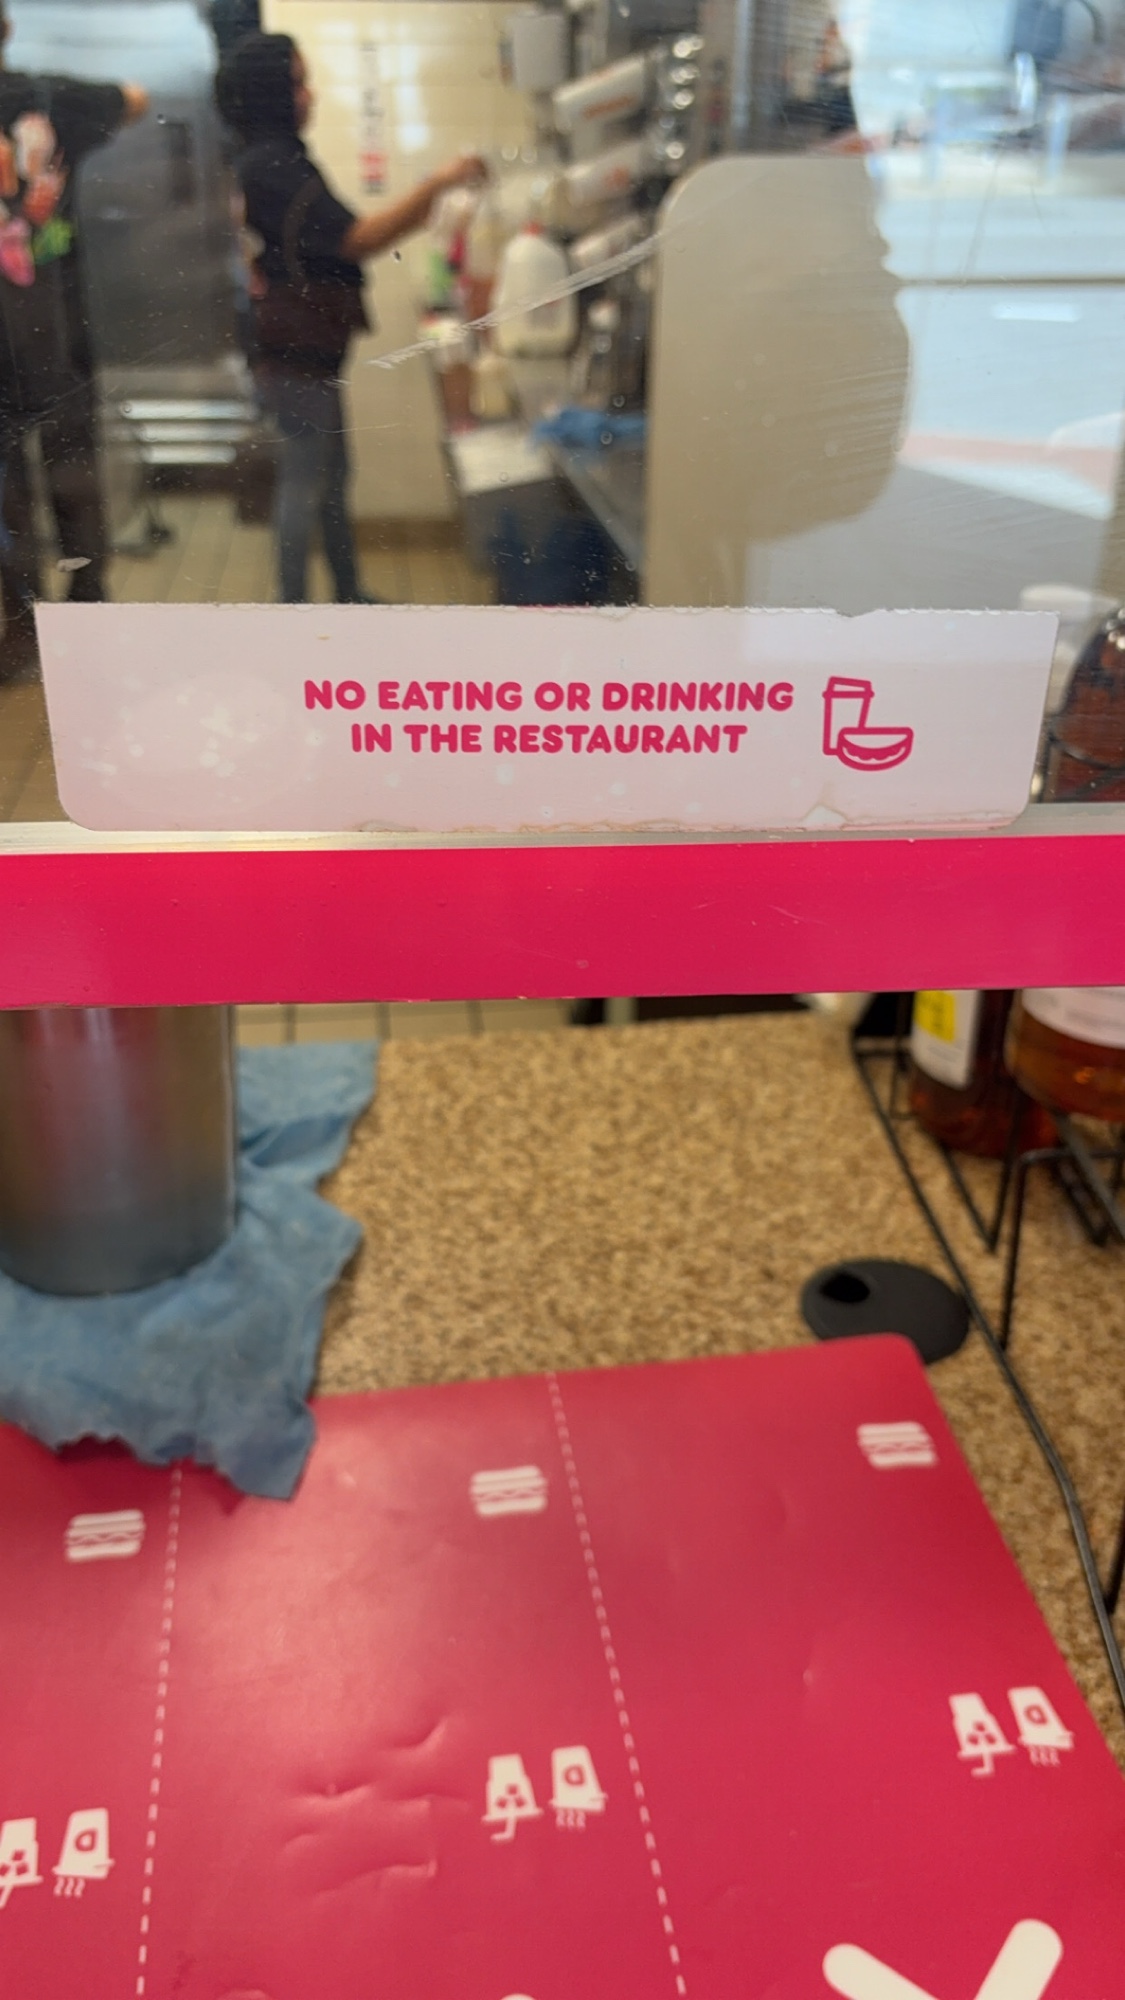 NO EATING OR DRINKING
IN THE RESTAURANT